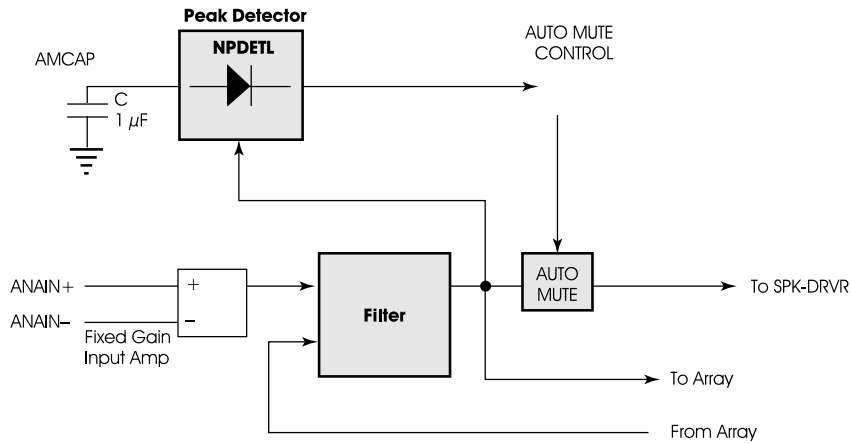 Peak Detector
NPDETL
AUTO MUTE
CONTROL
AMCAP
C
1 µF
ANAIN+
+
ANAIN–
–
Fixed Gain
Input Amp
Filter
AUTO
MUTE
To SPK-DRVR
To Array
From Array